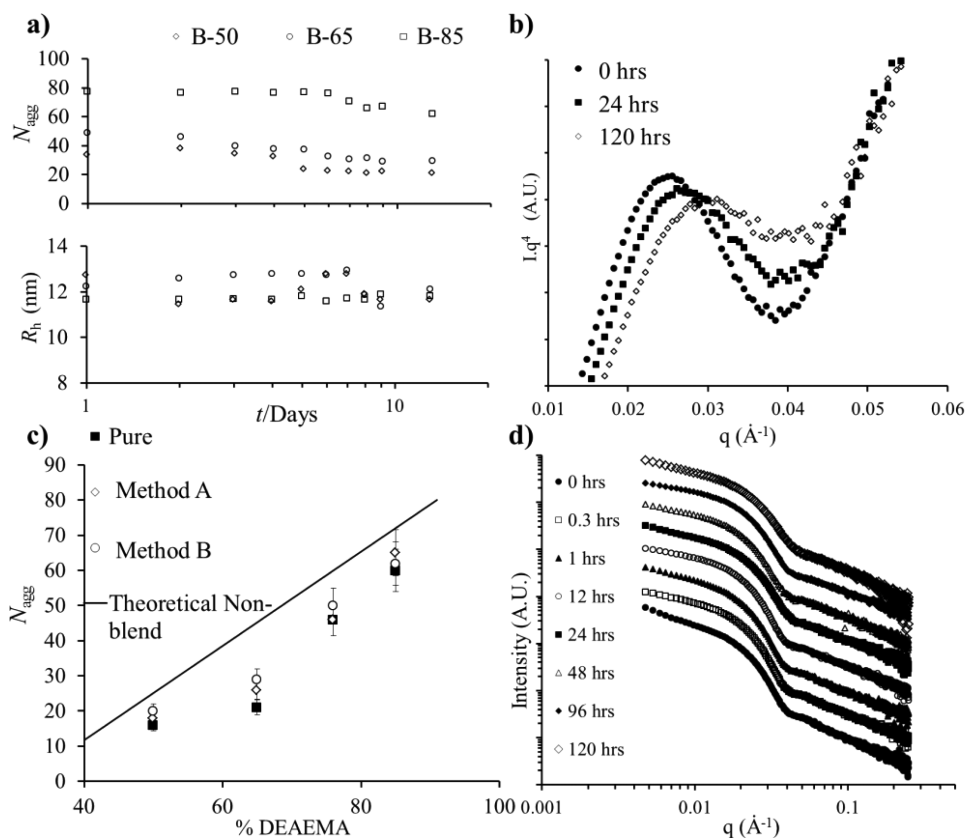 a)
B-50 B-65 B-85
100
80
60
40
20
0
N_agg
14
12
10
8
R_h (nm)
1 10
t/Days
b)
0 hrs
24 hrs
120 hrs
I.q⁴ (A.U.)
0.01 0.02 0.03 0.04 0.05 0.06
q (Å⁻¹)
c)
Pure
Method A
Method B
Theoretical Non-
blend
90
80
70
60
50
40
30
20
10
0
N_agg
40 60 80 100
% DEAEMA
d)
0 hrs
0.3 hrs
1 hrs
12 hrs
24 hrs
48 hrs
96 hrs
120 hrs
Intensity (A.U.)
0.001 0.01 0.1
q (Å⁻¹)